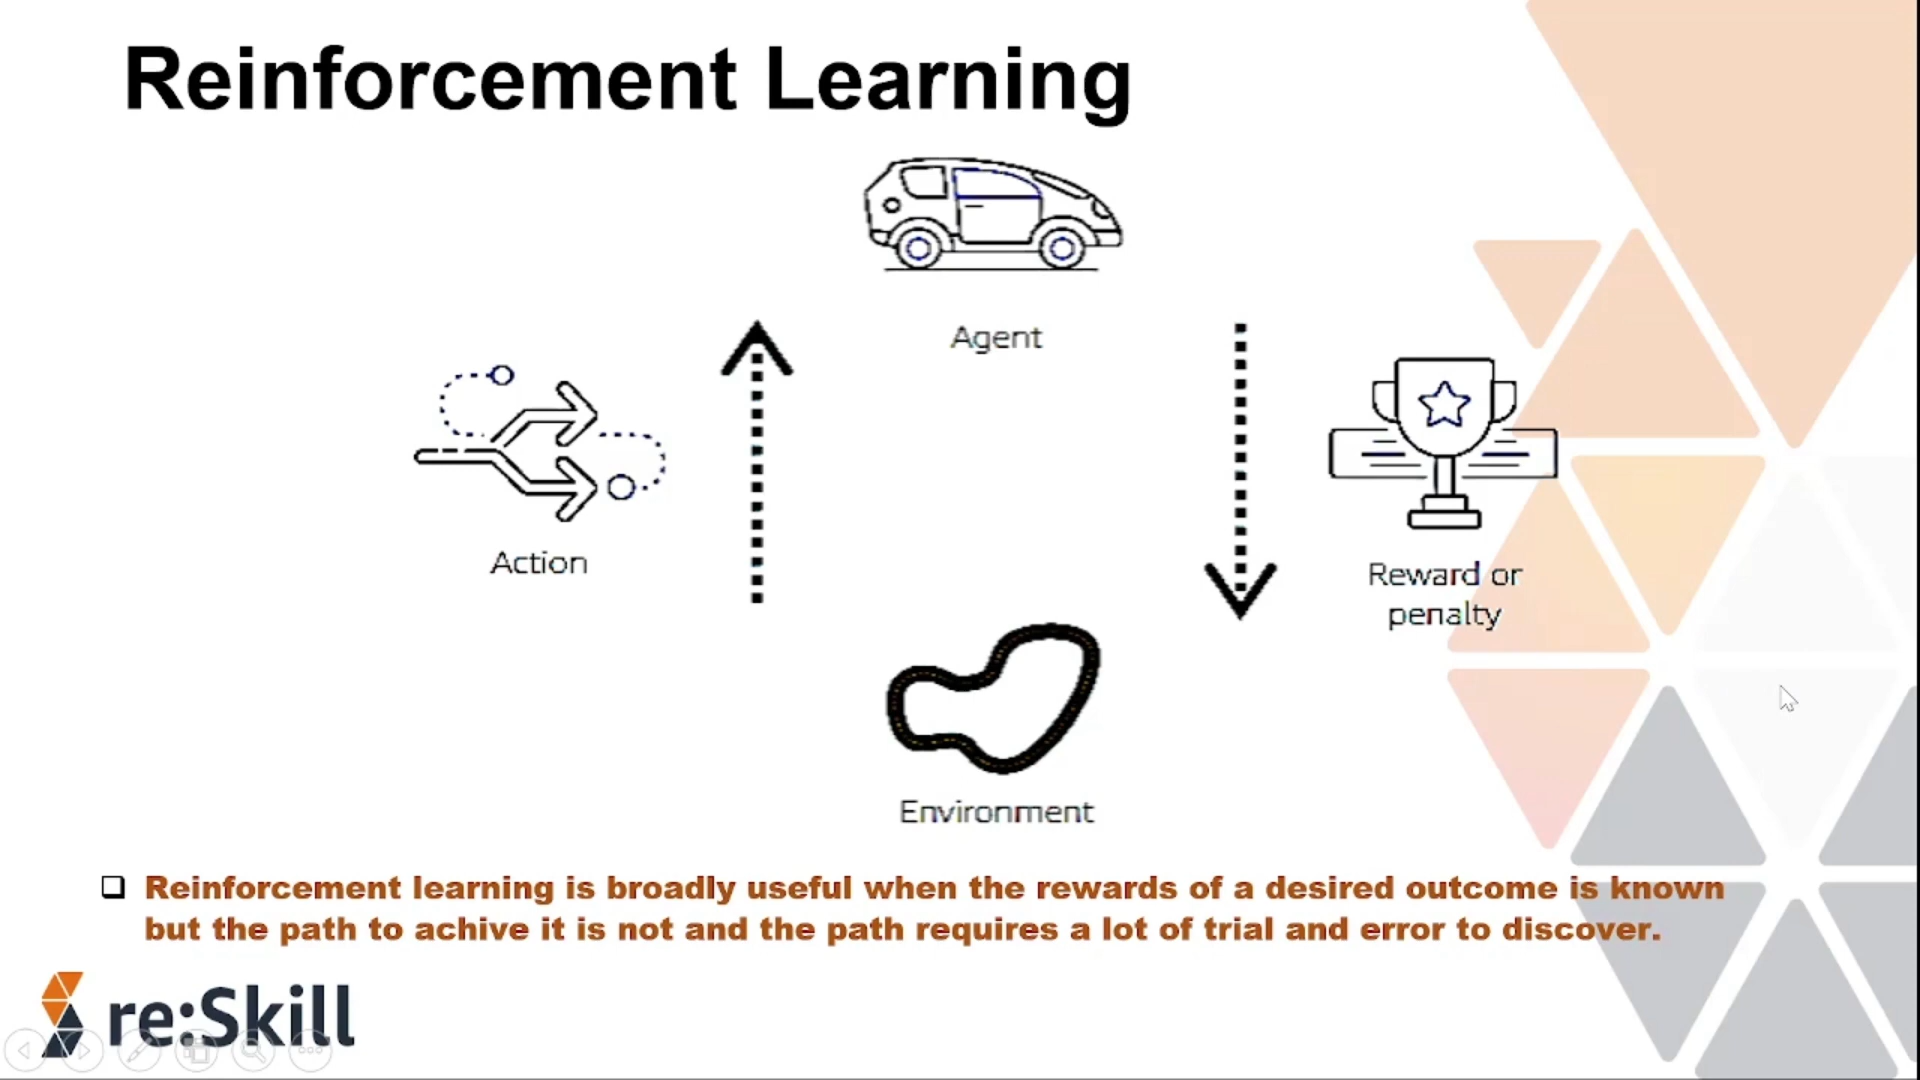 Reinforcement Learning
Agent
Action
Reward or
penalty
Environment
Reinforcement learning is broadly useful when the rewards of a desired outcome is known
but the path to achive it is not and the path requires a lot of trial and error to discover.
re:Skill